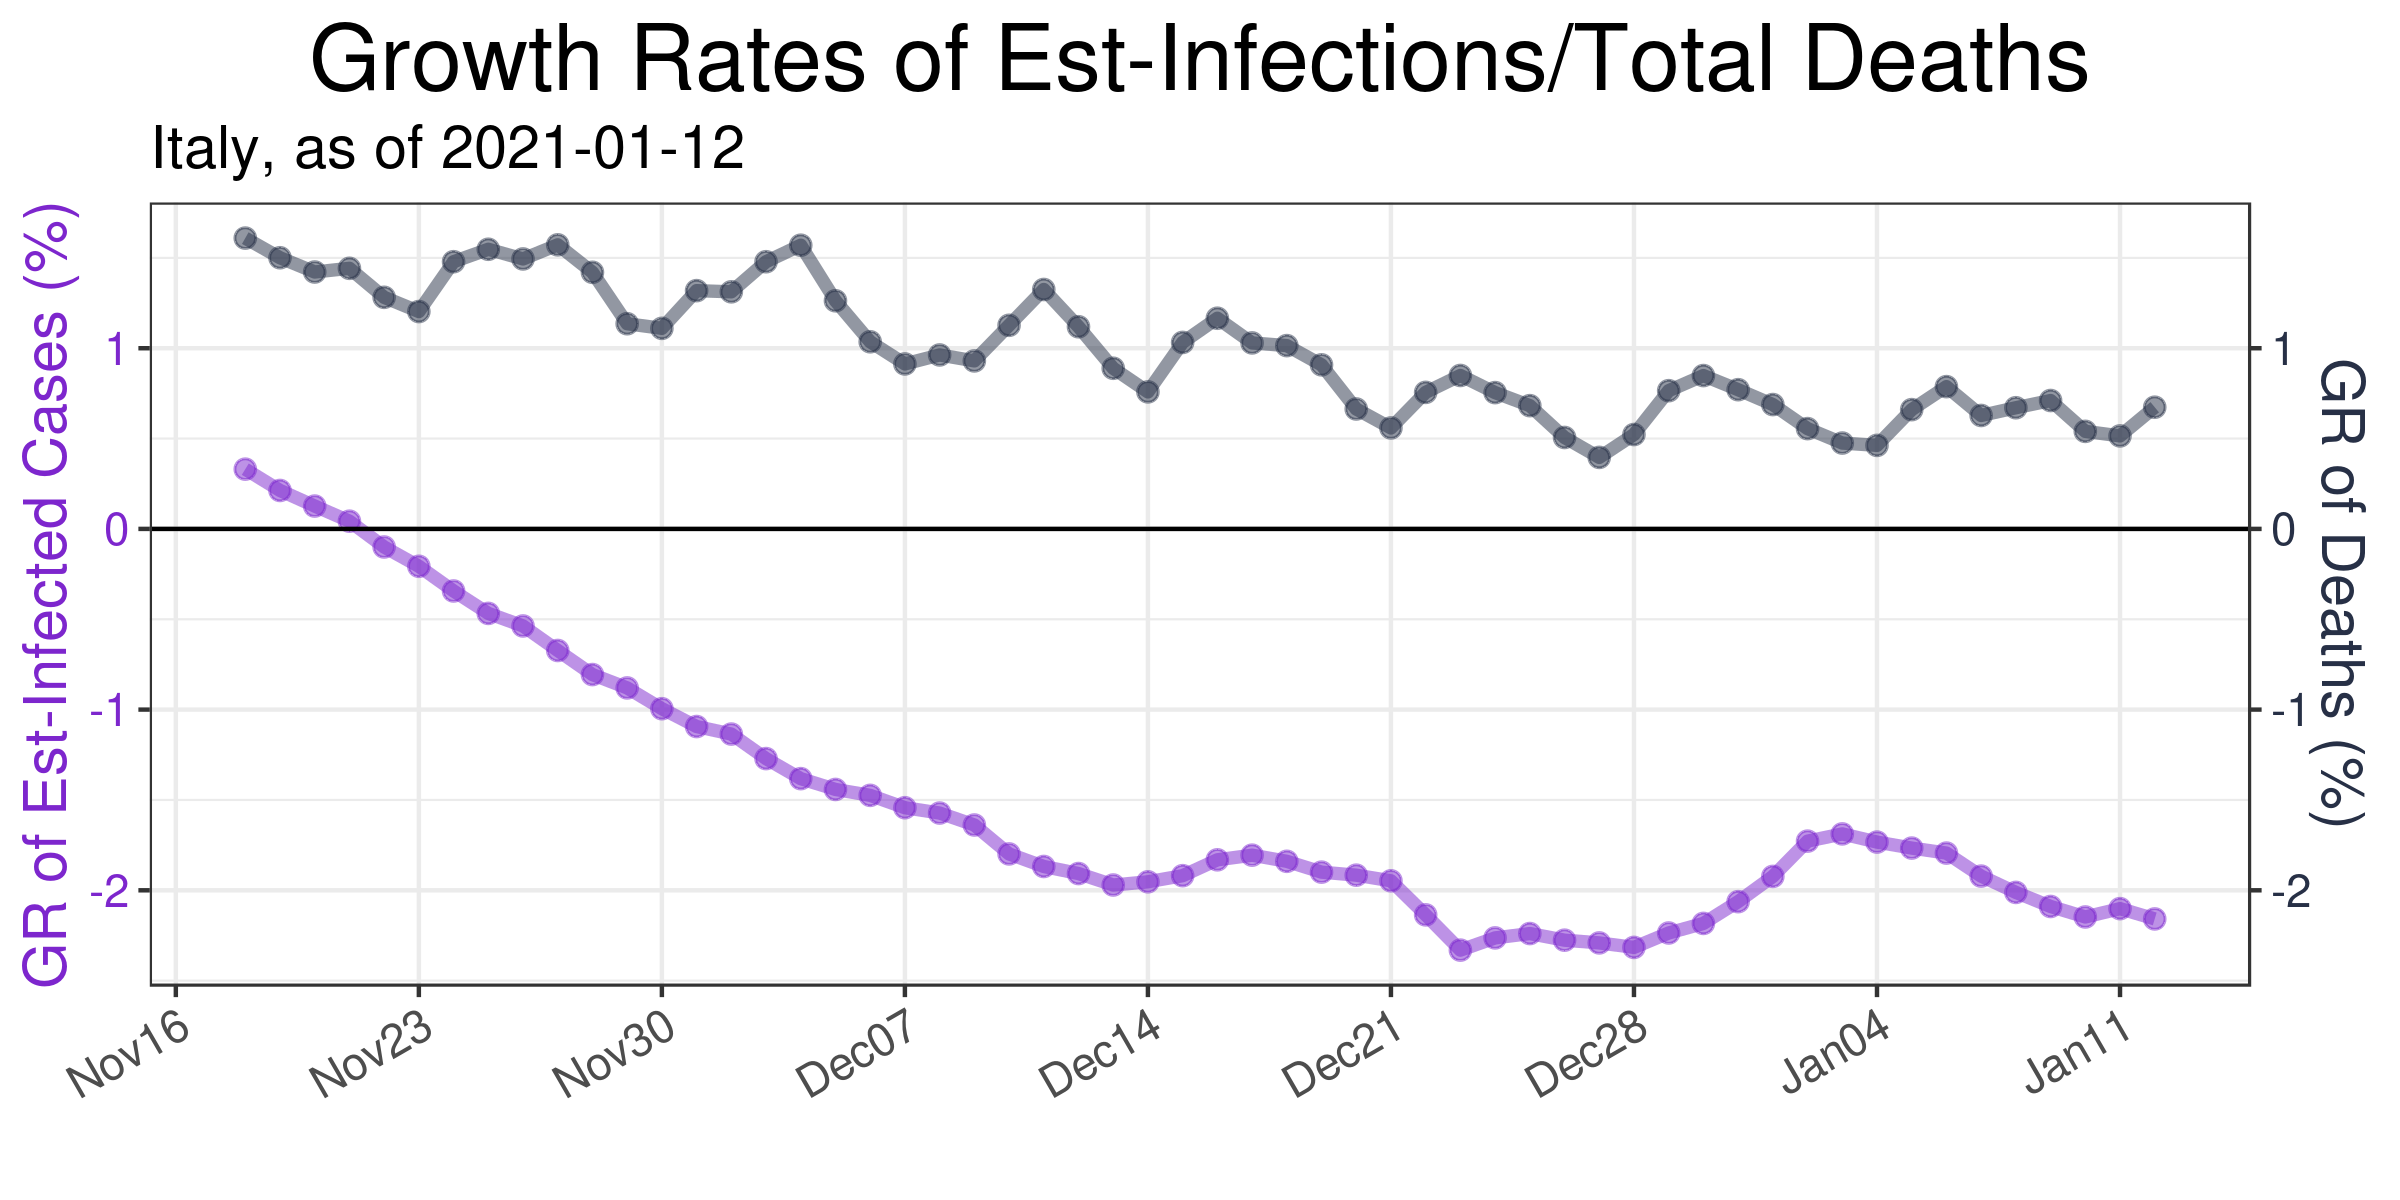 Growth Rates of Est-Infections/Total Deaths
Italy, as of 2021-01-12
GR of Est-Infected Cases (%)
1
0
-1
-2
1
0
-1
-2
GR of Deaths (%)
Nov16
Nov23
Nov30
Dec07
Dec14
Dec21
Dec28
Jan04
Jan11